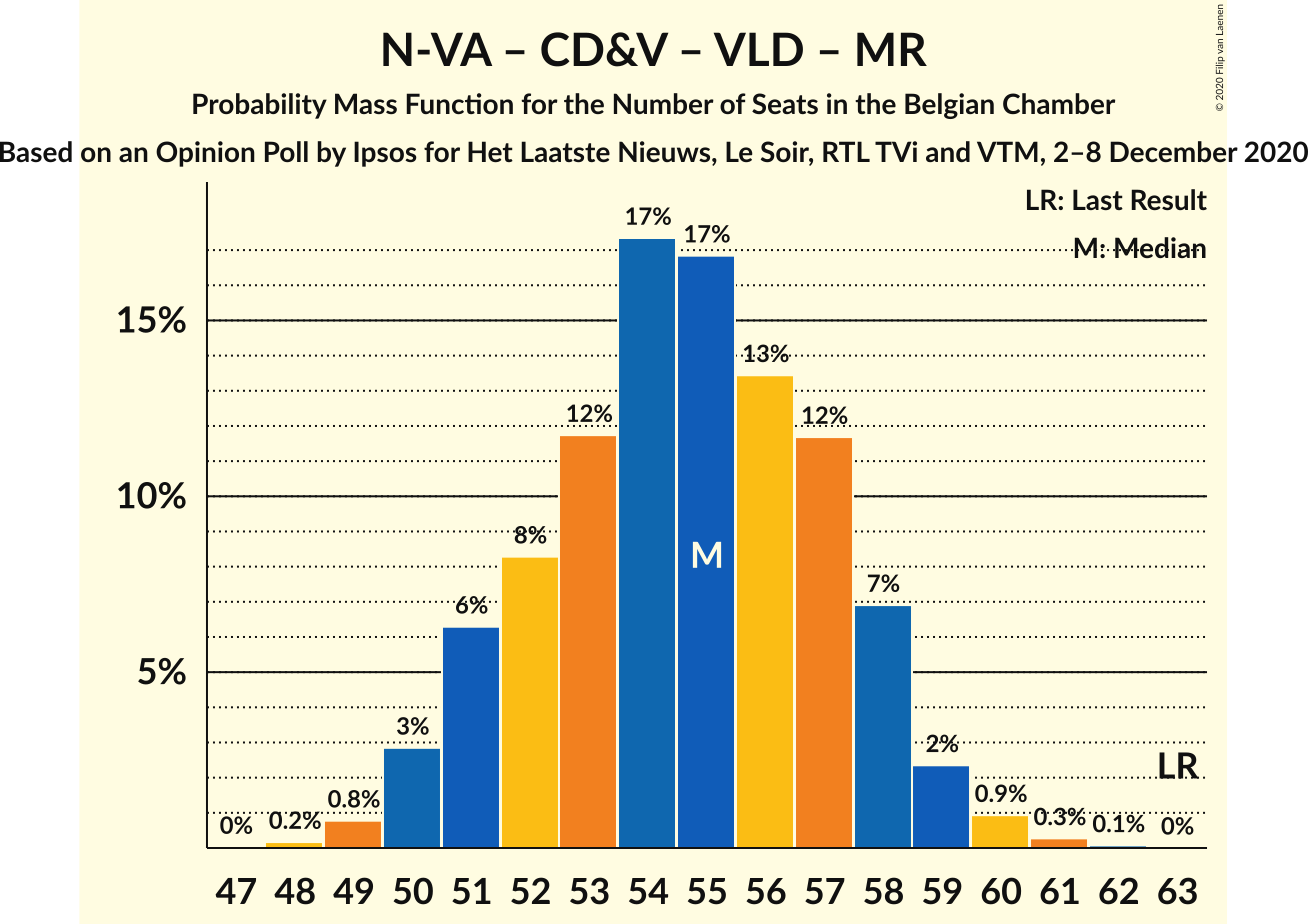 N-VA – CD&V – VLD – MR
Probability Mass Function for the Number of Seats in the Belgian Chamber
Based on an Opinion Poll by Ipsos for Het Laatste Nieuws, Le Soir, RTL TVi and VTM, 2–8 December 2020
© 2020 Filip van Laenen
LR: Last Result
M: Median
17%
17%
15%
13%
12%
12%
10%
8%
M
7%
6%
5%
3%
2%
LR
0.8%
0.9%
0%
0.2%
0.3%
0.1%
0%
47 48 49 50 51 52 53 54 55 56 57 58 59 60 61 62 63